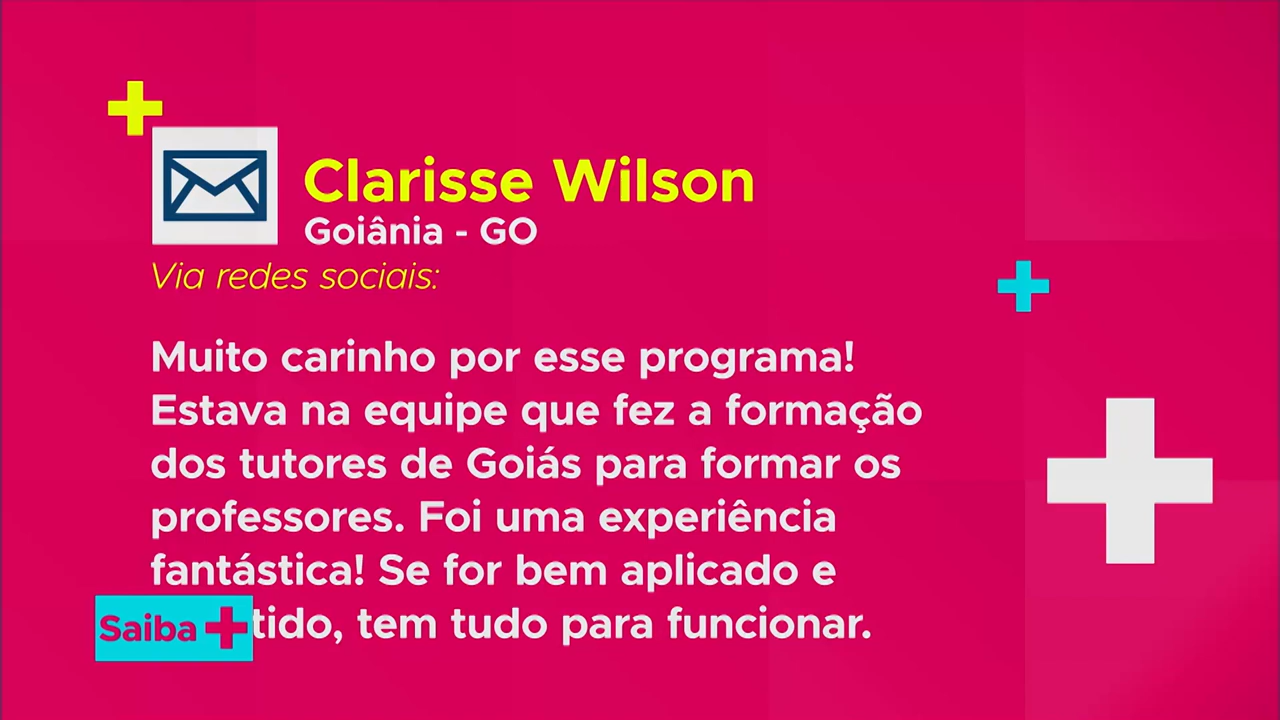 Clarisse Wilson
Goiânia - GO
Via redes sociais:
Muito carinho por esse programa!
Estava na equipe que fez a formação
dos tutores de Goiás para formar os
professores. Foi uma experiência
fantástica! Se for bem aplicado e
tem tudo para funcionar.
Saiba+